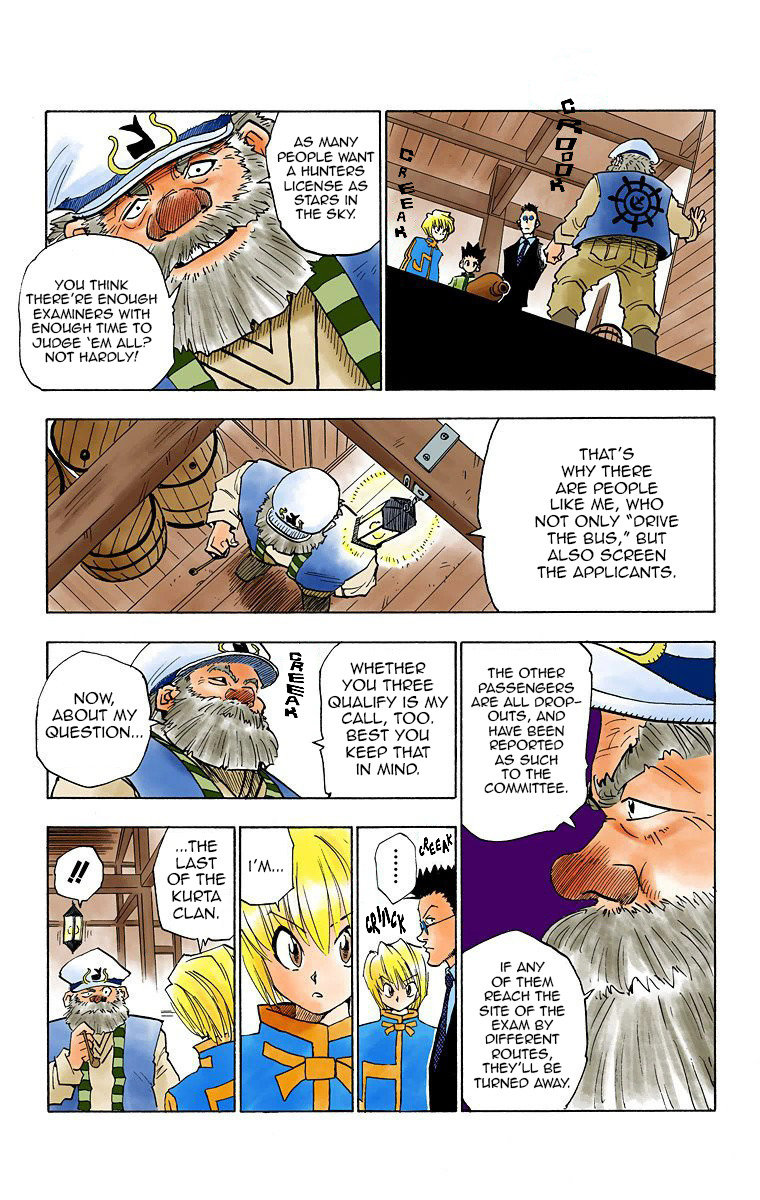 CROOOK
CREEAK
AS MANY
PEOPLE WANT
A HUNTERS
LICENSE AS
STARS
IN THE
SKY.
YOU THINK
THERE'RE ENOUGH
EXAMINERS WITH
ENOUGH TIME TO
JUDGE 'EM ALL?
NOT HARDLY!
THAT'S
WHY THERE
ARE PEOPLE
LIKE ME, WHO
NOT ONLY "DRIVE
THE BUS," BUT
ALSO SCREEN
THE APPLICANTS.
THE OTHER
PASSENGERS
ARE ALL DROP-
OUTS, AND
HAVE BEEN
REPORTED
AS SUCH
TO THE
COMMITTEE.
IF ANY
OF THEM
REACH THE
SITE OF THE
EXAM BY
DIFFERENT
ROUTES,
THEY'LL BE
TURNED AWAY.
WHETHER
YOU THREE
QUALIFY IS MY
CALL, TOO.
BEST YOU
KEEP THAT
IN MIND.
CREEAK
NOW,
ABOUT MY
QUESTION...
CREEAK
......
CRIIICK
I'M...
...THE
LAST
OF THE
KURTA
CLAN.
!!